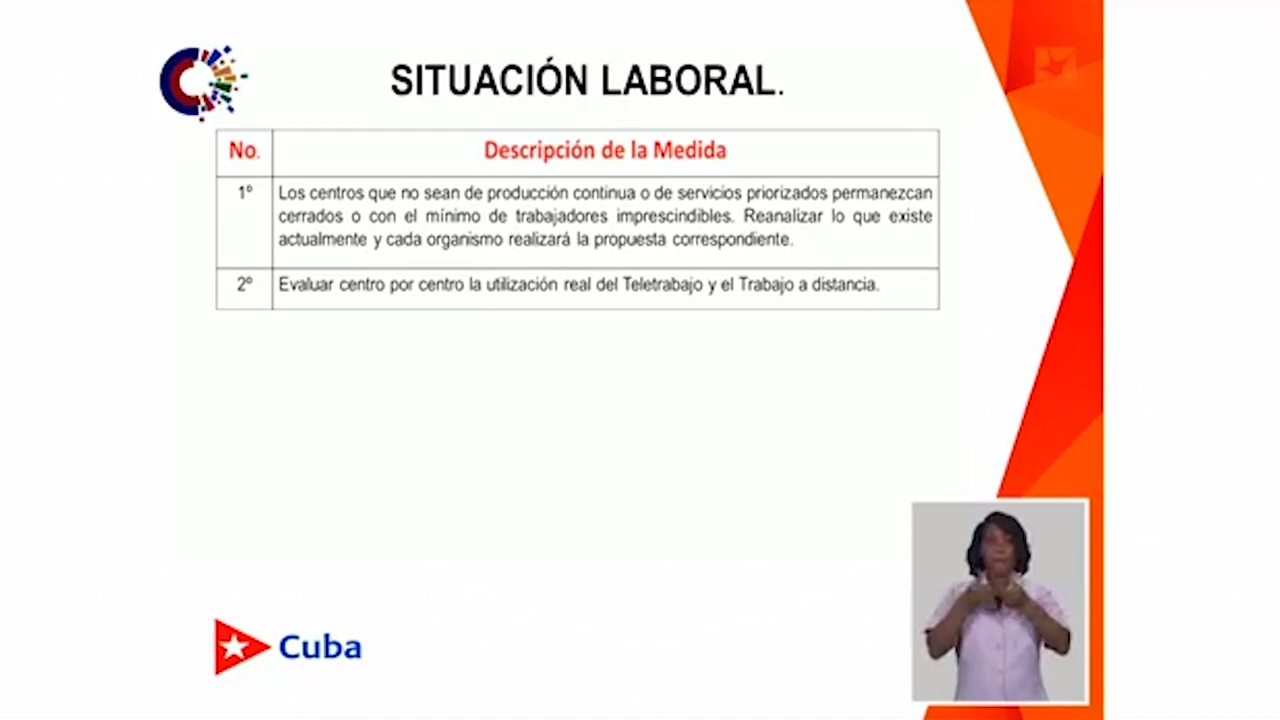 SITUACIÓN LABORAL.
No. Descripción de la Medida
1º Los centros que no sean de producción continua o de servicios priorizados permanezcan
cerrados o con el mínimo de trabajadores imprescindibles. Reanalizar lo que existe
actualmente y cada organismo realizará la propuesta correspondiente.
2º Evaluar centro por centro la utilización real del Teletrabajo y el Trabajo a distancia.
Cuba